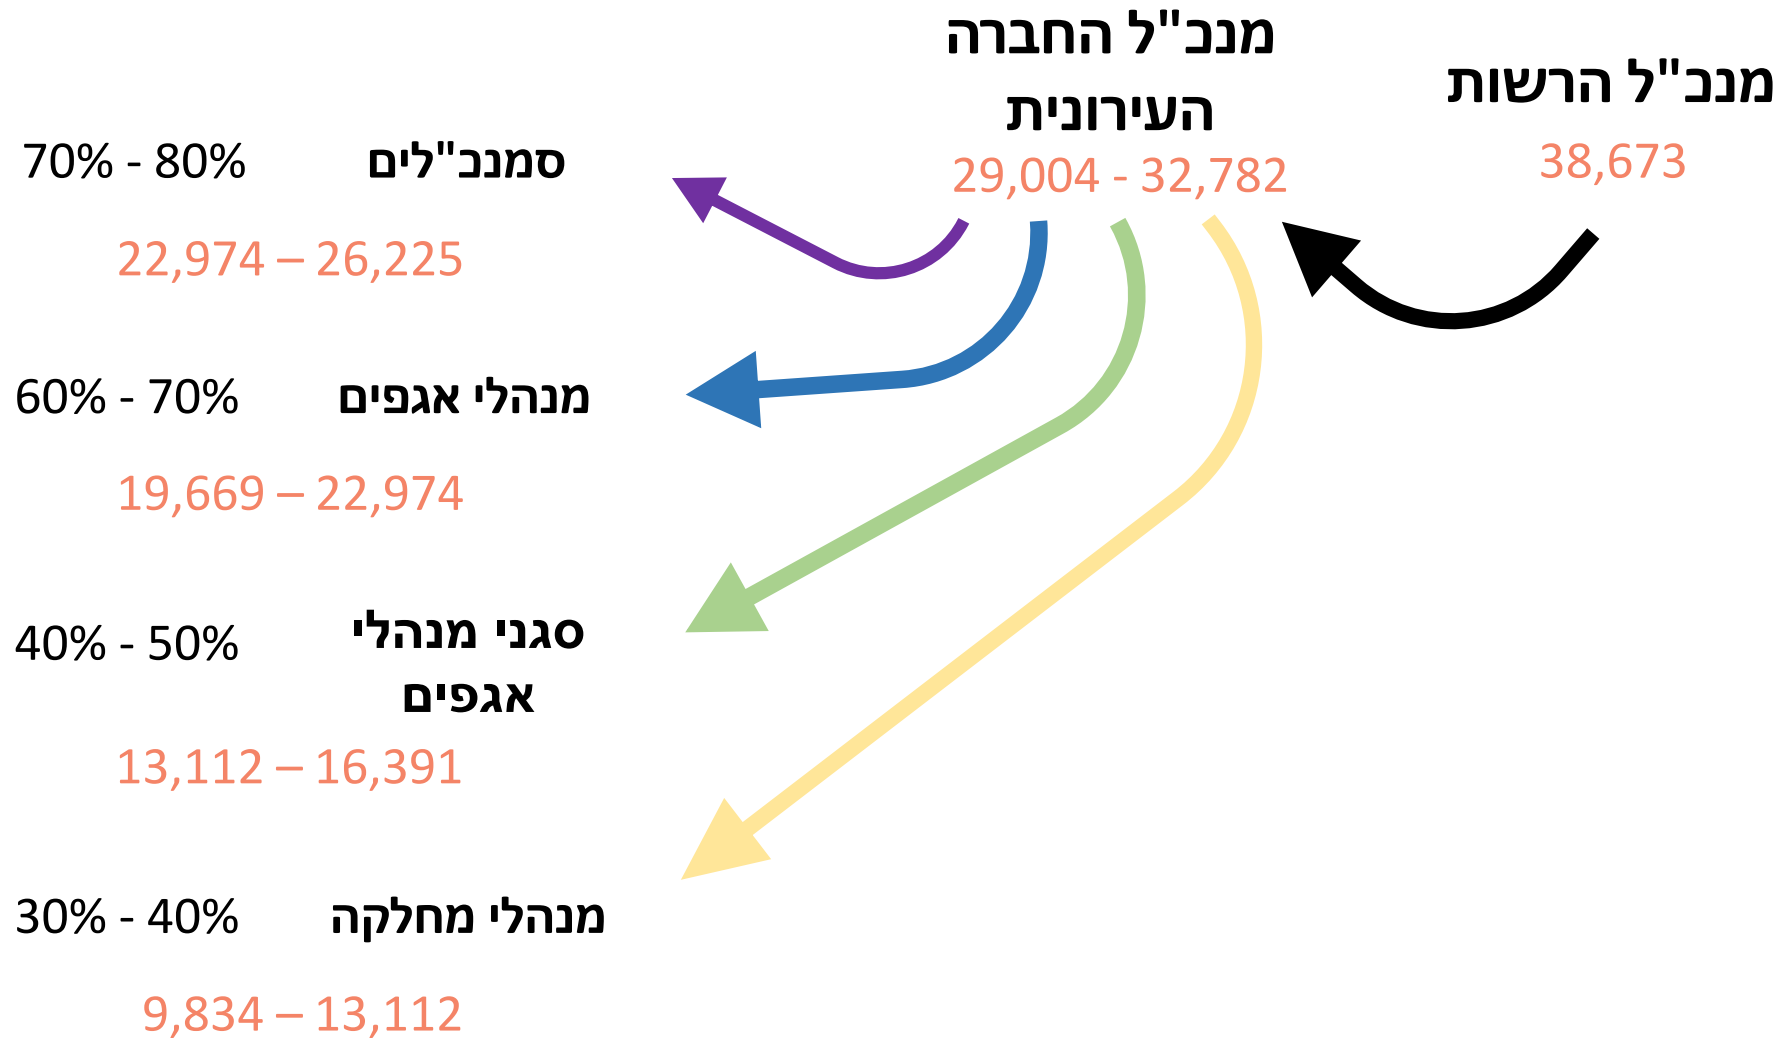 מנכ"ל הרשות
38,673
מנכ"ל החברה
העירונית
29,004 - 32,782
סמנכ"לים
70% - 80%
22,974 – 26,225
מנהלי אגפים
60% - 70%
19,669 – 22,974
סגני מנהלי
אגפים
40% - 50%
13,112 – 16,391
מנהלי מחלקה
30% - 40%
9,834 – 13,112